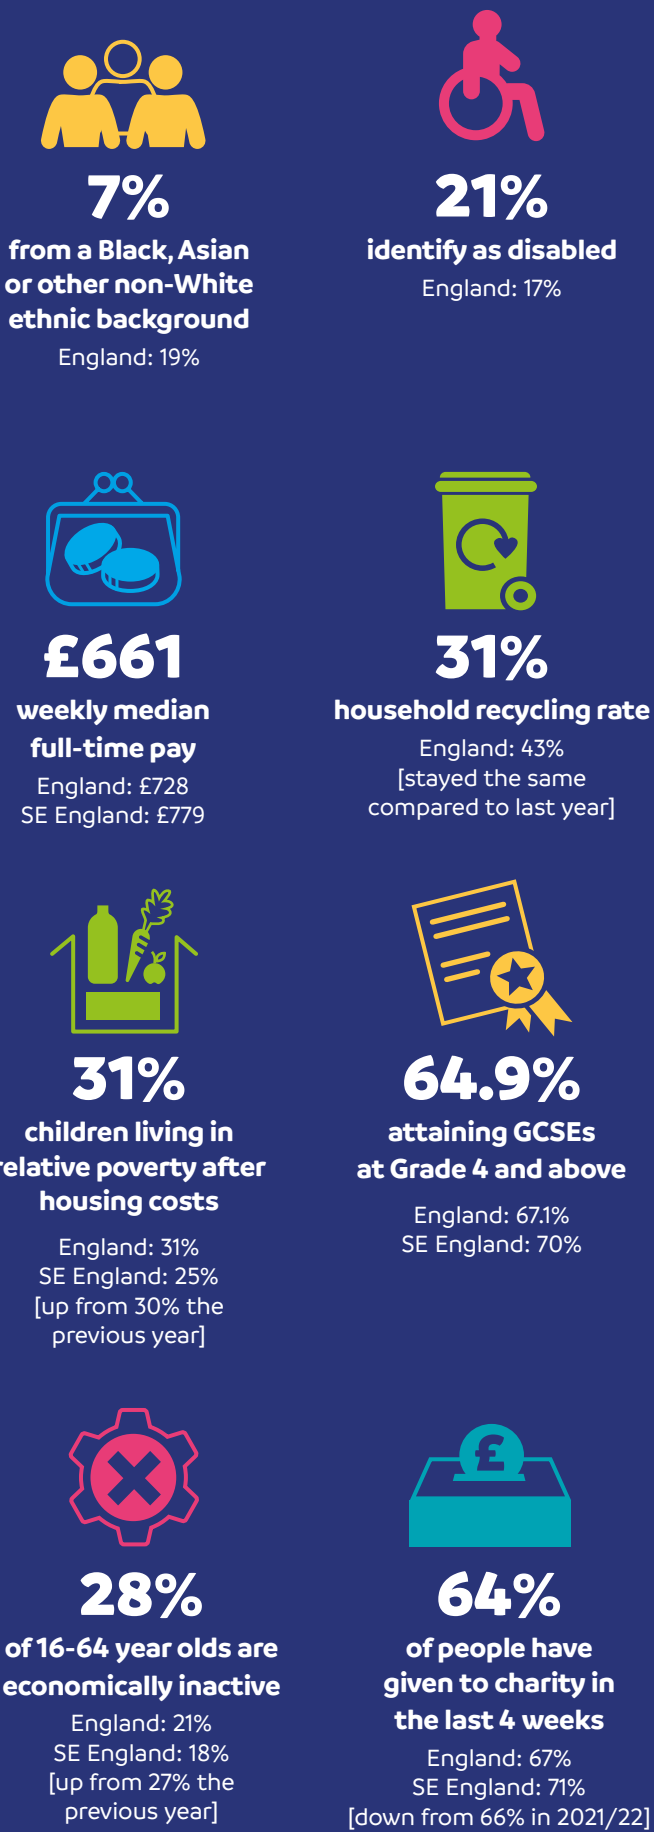 7%
from a Black, Asian
or other non-White
ethnic background
England: 19%
21%
identify as disabled
England: 17%
£661
weekly median
full-time pay
England: £728
SE England: £779
31%
household recycling rate
England: 43%
[stayed the same
compared to last year]
31%
children living in
relative poverty after
housing costs
England: 31%
SE England: 25%
[up from 30% the
previous year]
64.9%
attaining GCSEs
at Grade 4 and above
England: 67.1%
SE England: 70%
28%
of 16-64 year olds are
economically inactive
England: 21%
SE England: 18%
[up from 27% the
previous year]
£
64%
of people have
given to charity in
the last 4 weeks
England: 67%
SE England: 71%
[down from 66% in 2021/22]